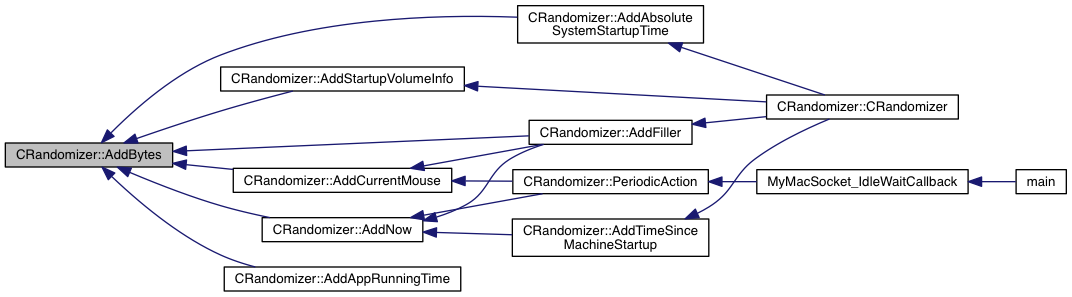 CRandomizer::AddAbsolute
SystemStartupTime
CRandomizer::AddStartupVolumeInfo
CRandomizer::CRandomizer
CRandomizer::AddFiller
CRandomizer::AddBytes
CRandomizer::AddCurrentMouse
CRandomizer::PeriodicAction
MyMacSocket_IdleWaitCallback
main
CRandomizer::AddNow
CRandomizer::AddTimeSince
MachineStartup
CRandomizer::AddAppRunningTime